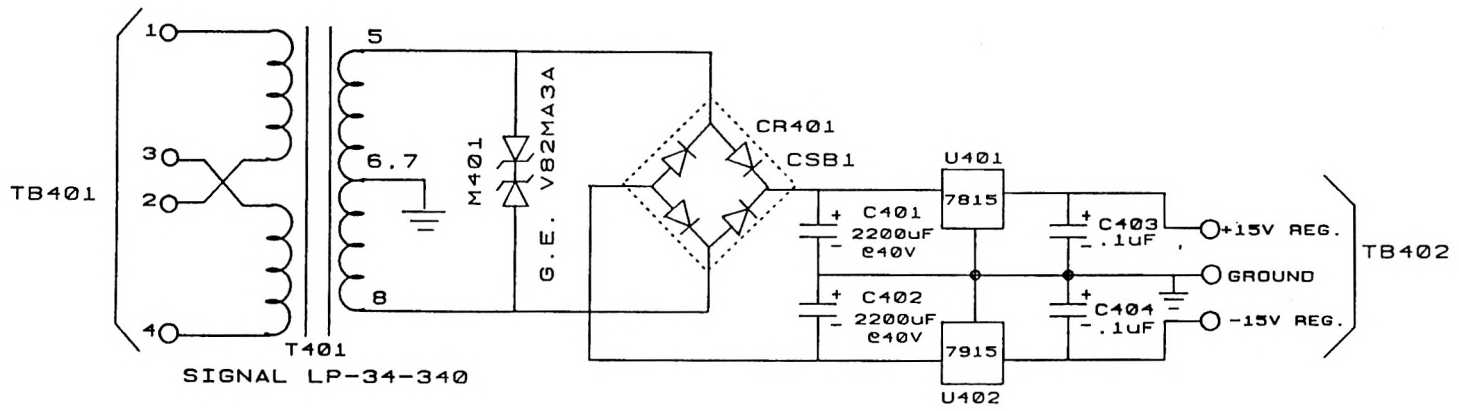 TB401
1
3
2
4
T401
SIGNAL LP-34-340
5
6.7
8
M401
G.E. V82MA3A
CR401
CSB1
C401
2200uF
@40V
C402
2200uF
@40V
U401
7815
7915
U402
C403
.1uF
C404
.1uF
+15V REG.
GROUND
-15V REG.
TB402